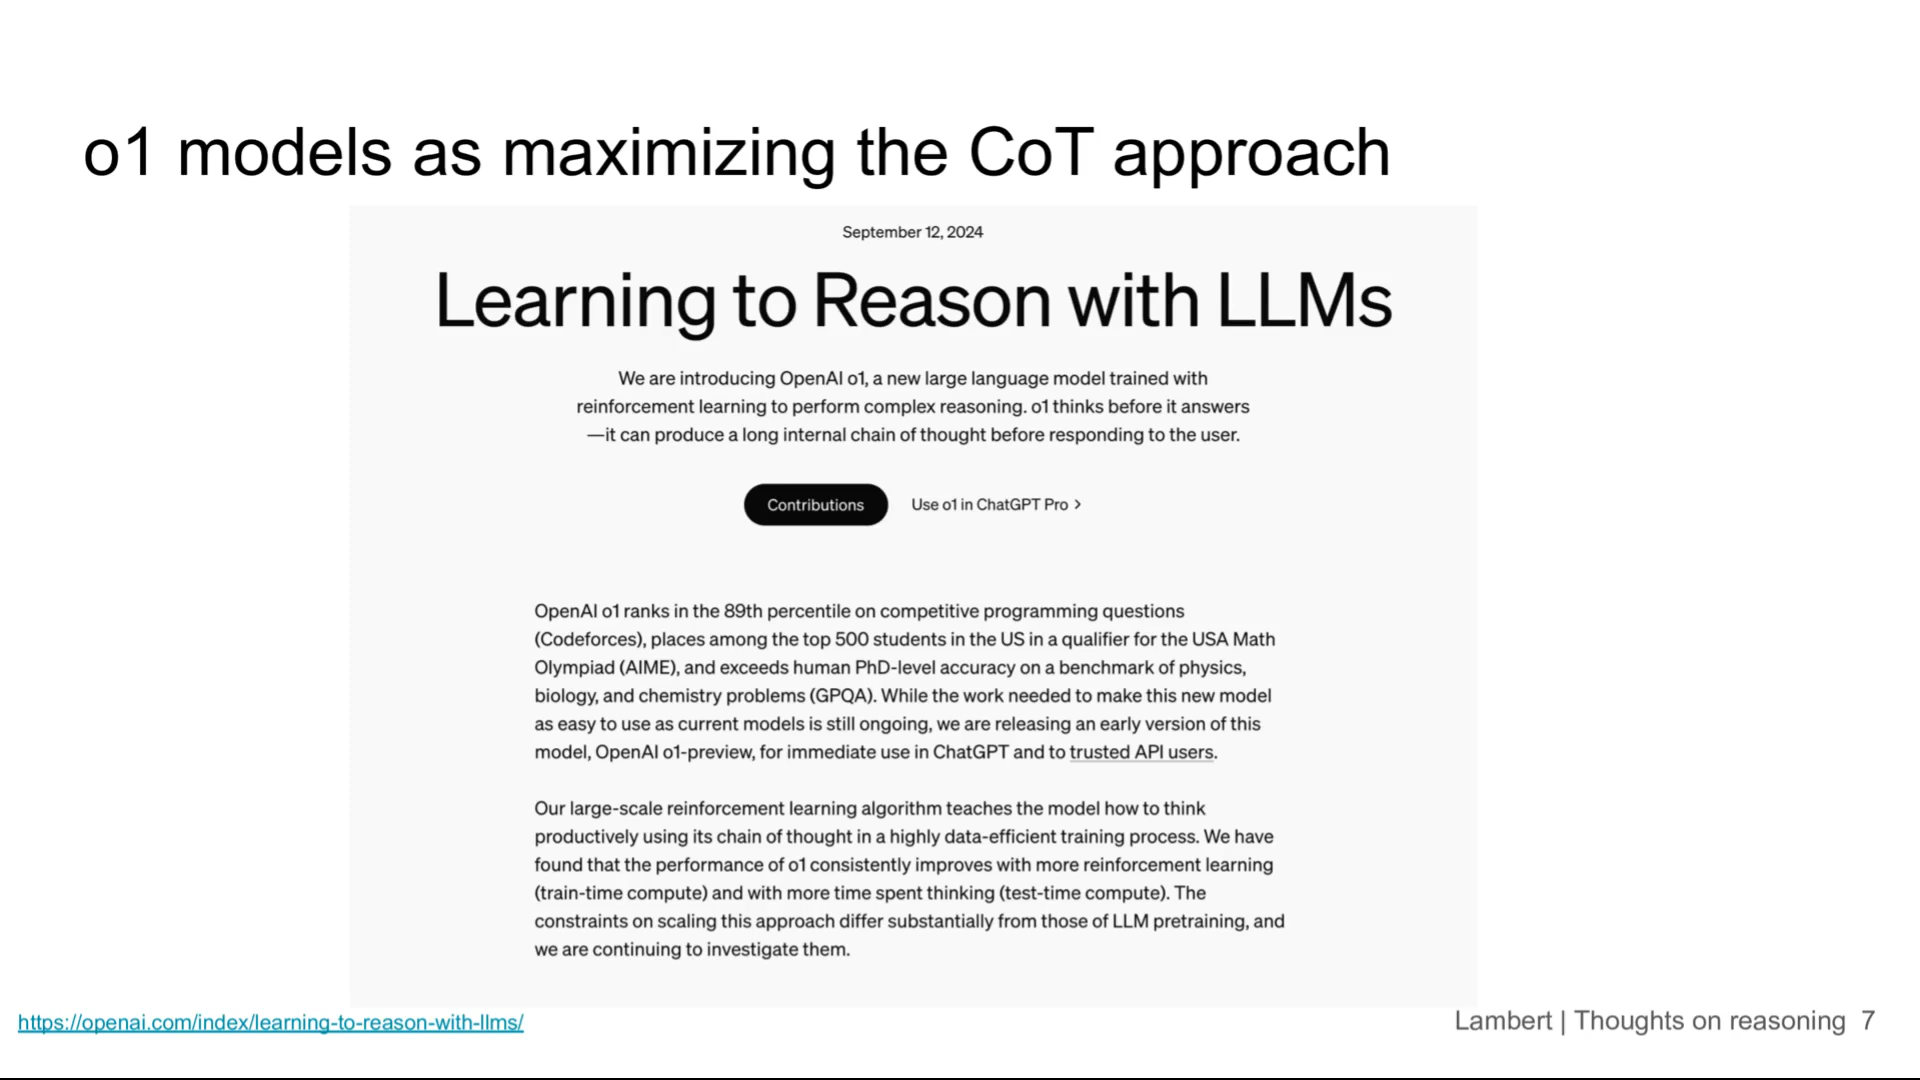 o1 models as maximizing the CoT approach
September 12, 2024
Learning to Reason with LLMs
We are introducing OpenAI o1, a new large language model trained with
reinforcement learning to perform complex reasoning. o1 thinks before it answers
—it can produce a long internal chain of thought before responding to the user.
Contributions Use o1 in ChatGPT Pro >
OpenAI o1 ranks in the 89th percentile on competitive programming questions
(Codeforces), places among the top 500 students in the US in a qualifier for the USA Math
Olympiad (AIME), and exceeds human PhD-level accuracy on a benchmark of physics,
biology, and chemistry problems (GPQA). While the work needed to make this new model
as easy to use as current models is still ongoing, we are releasing an early version of this
model, OpenAI o1-preview, for immediate use in ChatGPT and to trusted API users.
Our large-scale reinforcement learning algorithm teaches the model how to think
productively using its chain of thought in a highly data-efficient training process. We have
found that the performance of o1 consistently improves with more reinforcement learning
(train-time compute) and with more time spent thinking (test-time compute). The
constraints on scaling this approach differ substantially from those of LLM pretraining, and
we are continuing to investigate them.
https://openai.com/index/learning-to-reason-with-llms/
Lambert | Thoughts on reasoning 7